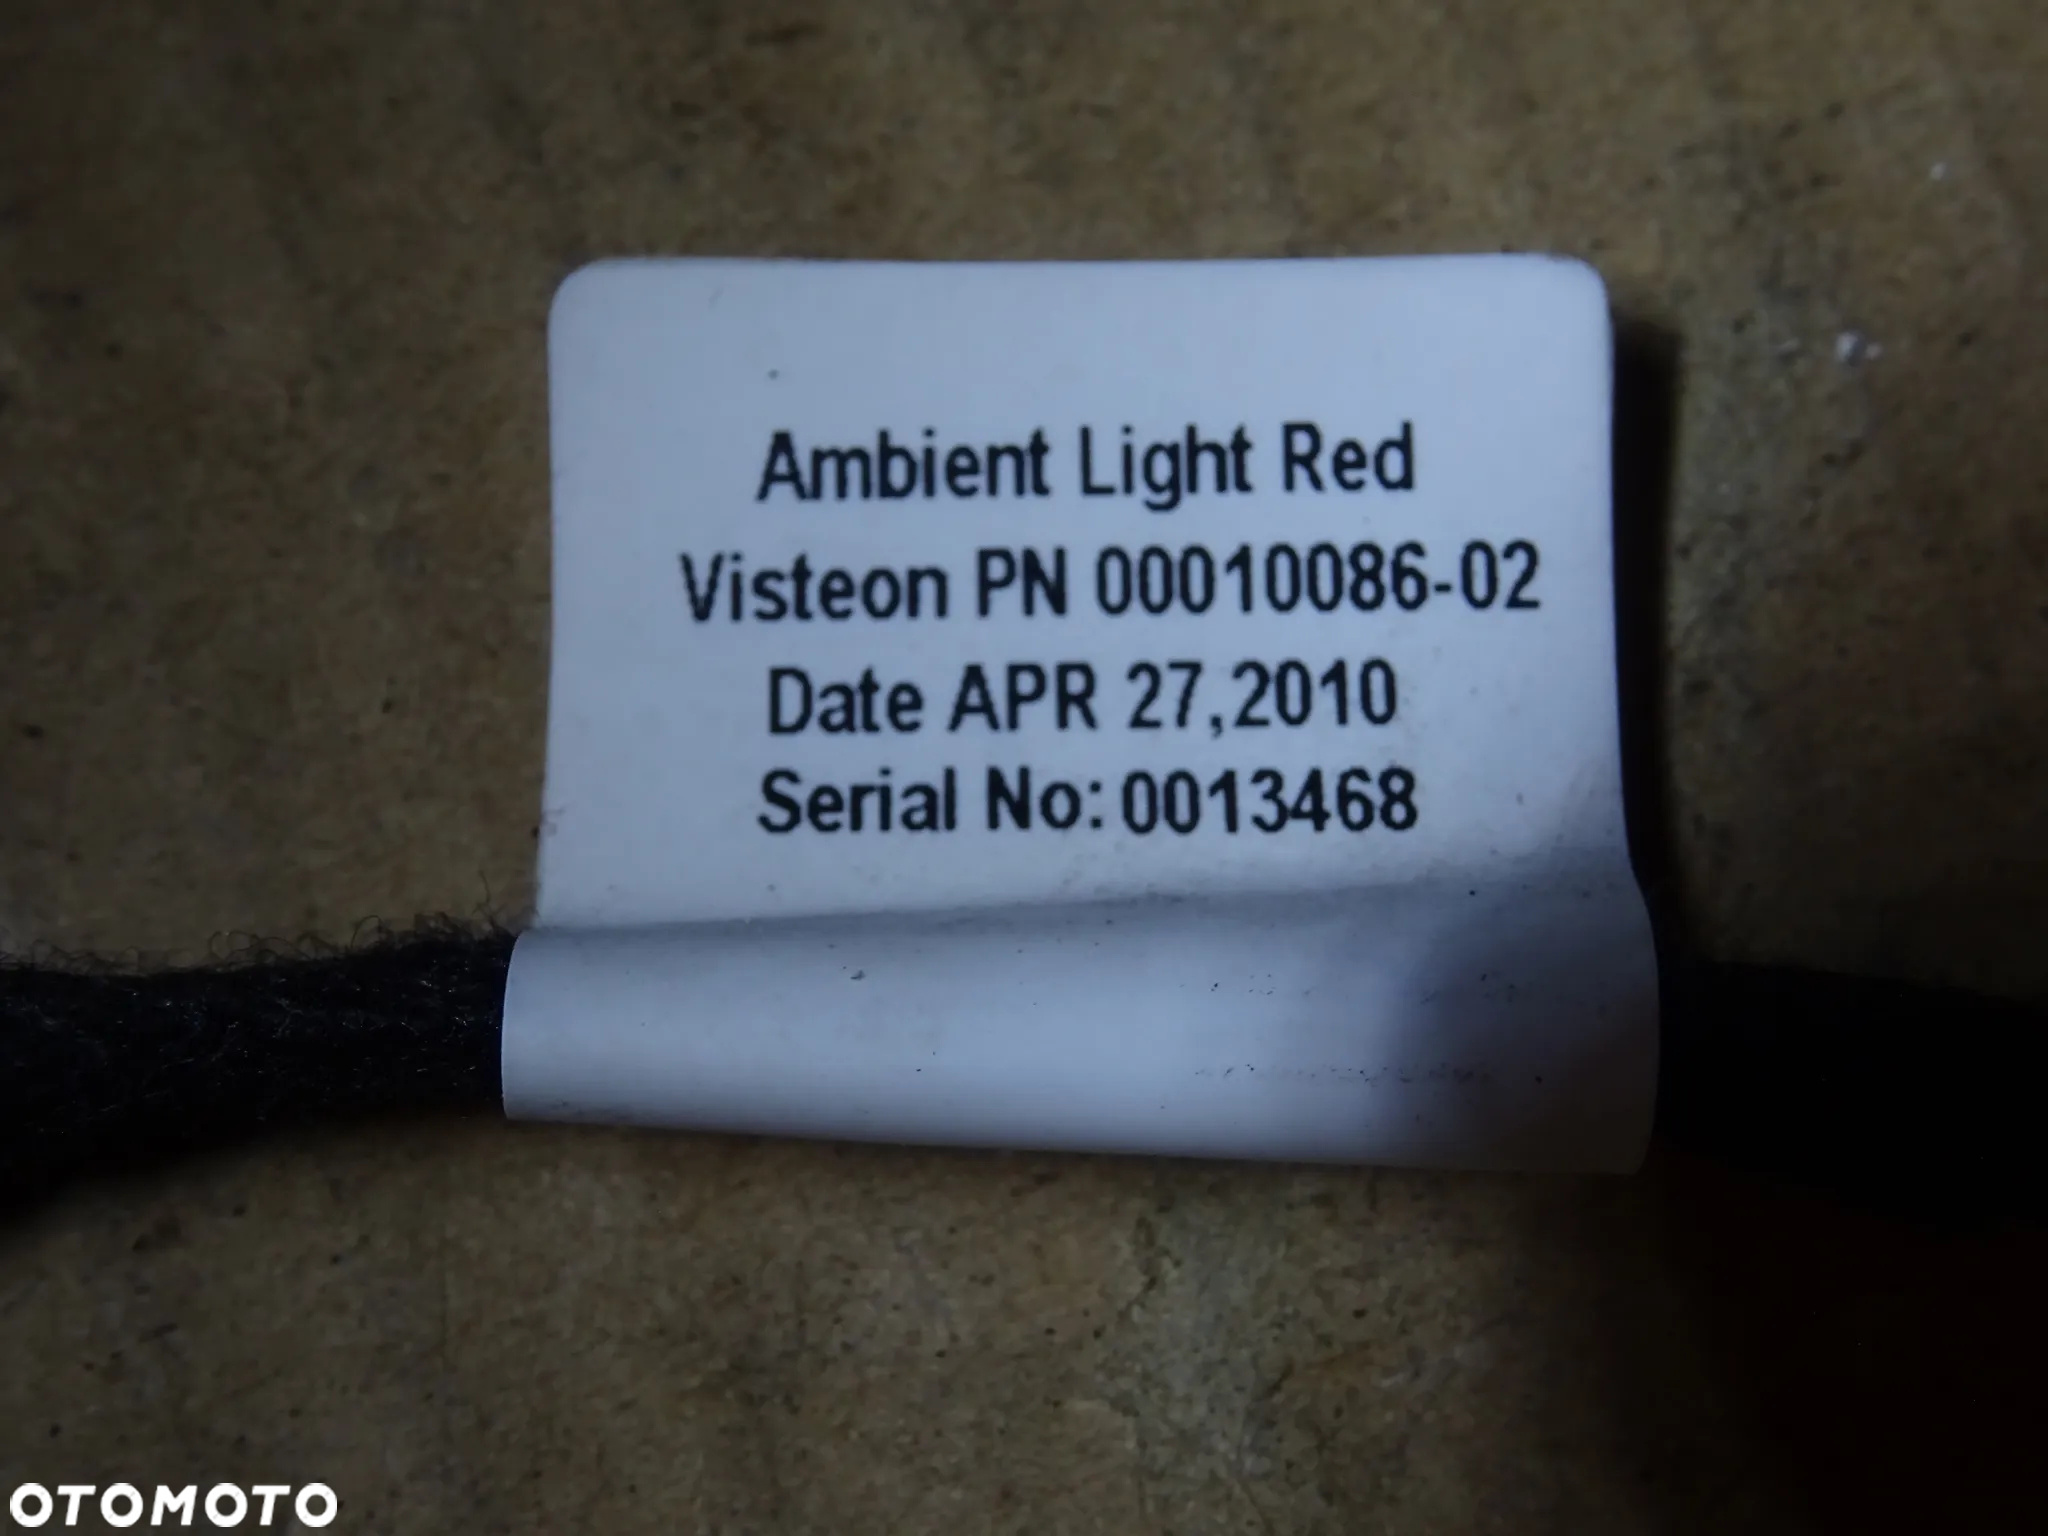 Ambient Light Red
Visteon PN 00010086-02
Date APR 27,2010
Serial No: 0013468
OTOMOTO